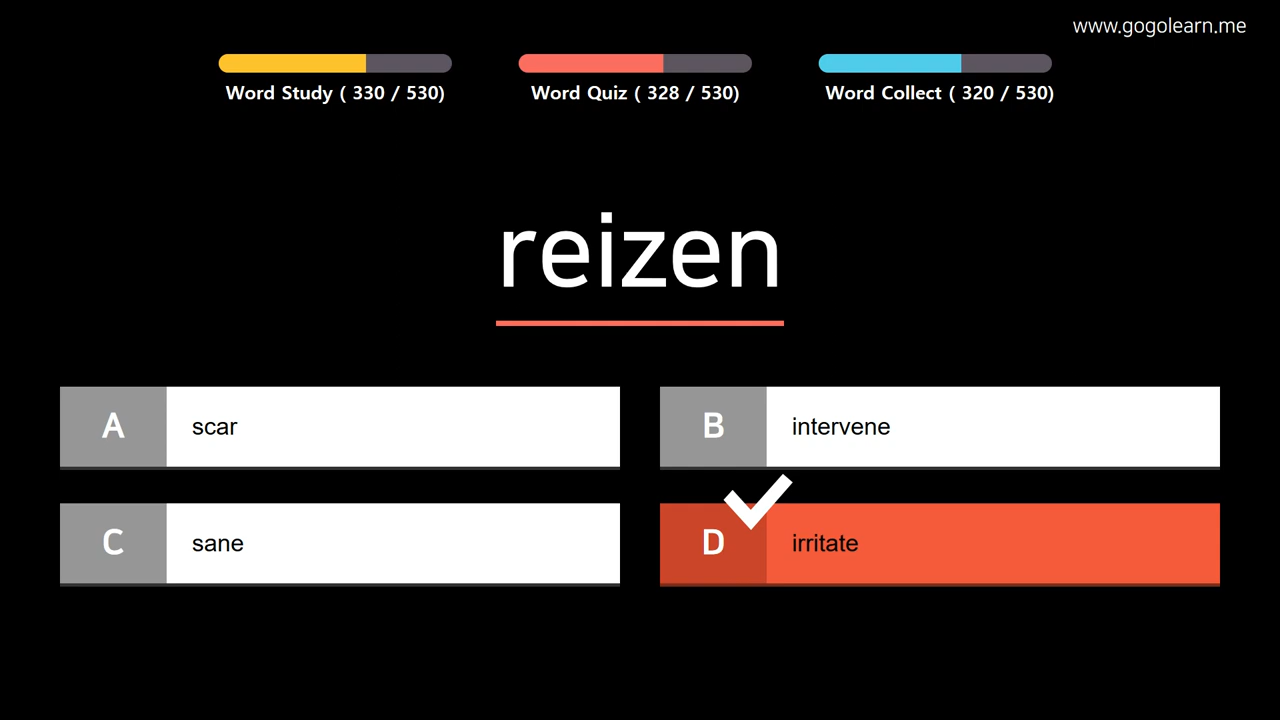 www.gogolearn.me
Word Study ( 330 / 530)
Word Quiz ( 328 / 530)
Word Collect ( 320 / 530)
reizen
A scar
B intervene
C sane
D irritate